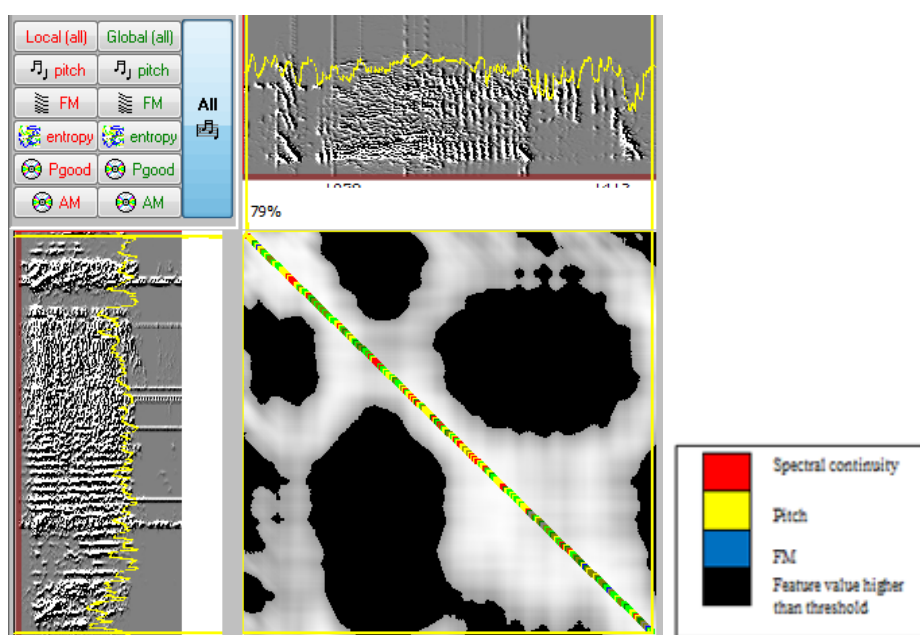 Local (all) Global (all)
pitch pitch
FM FM
All
entropy entropy
Pgood Pgood
AM AM
79%
Spectral continuity
Pitch
FM
Feature value higher
than threshold